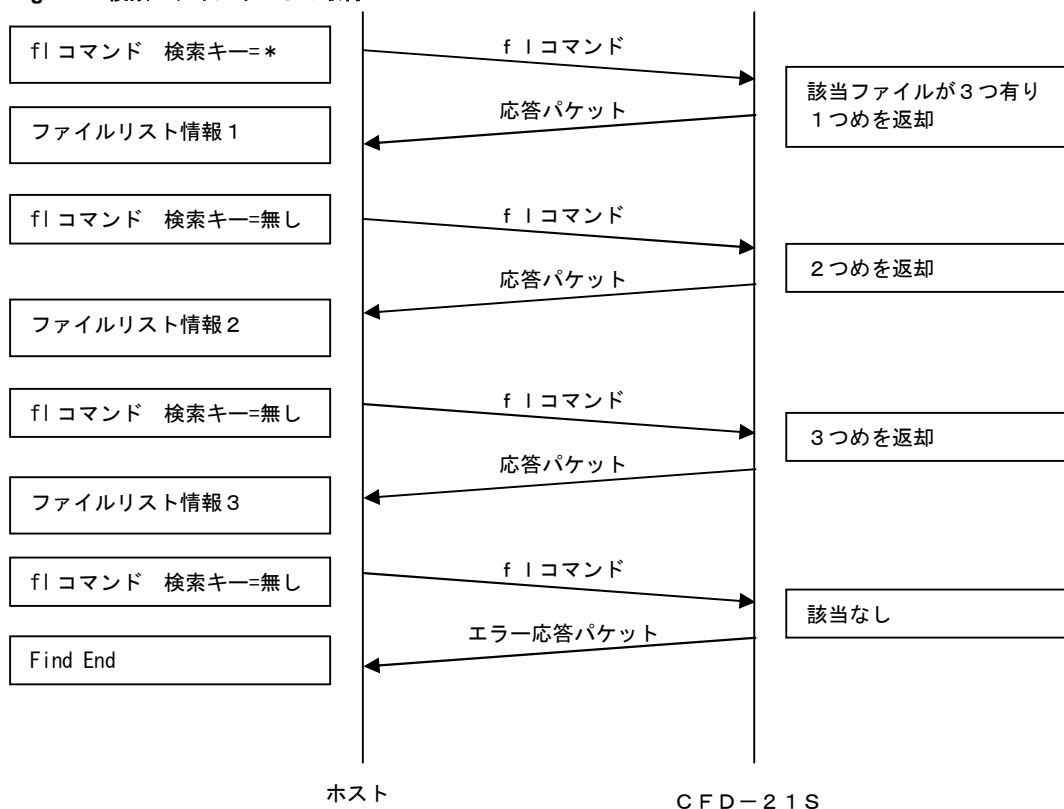 flコマンド　検索キー=*
ｆｌコマンド
該当ファイルが３つ有り
１つめを返却
応答パケット
ファイルリスト情報１
flコマンド　検索キー=無し
ｆｌコマンド
２つめを返却
応答パケット
ファイルリスト情報２
flコマンド　検索キー=無し
ｆｌコマンド
３つめを返却
応答パケット
ファイルリスト情報３
flコマンド　検索キー=無し
ｆｌコマンド
該当なし
エラー応答パケット
Find End
ホスト
ＣＦＤ－２１Ｓ